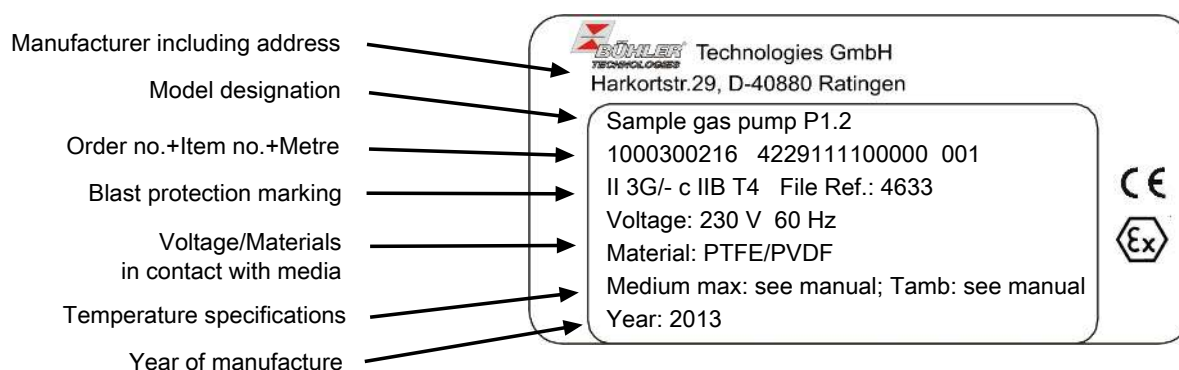 Manufacturer including address
Model designation
Order no.+Item no.+Metre
Blast protection marking
Voltage/Materials
in contact with media
Temperature specifications
Year of manufacture
BÜHLER Technologies GmbH
TECHNOLOGIES
Harkortstr.29, D-40880 Ratingen
Sample gas pump P1.2
1000300216 4229111100000 001
II 3G/- c IIB T4 File Ref.: 4633
Voltage: 230 V 60 Hz
Material: PTFE/PVDF
Medium max: see manual; Tamb: see manual
Year: 2013
CE
Ex